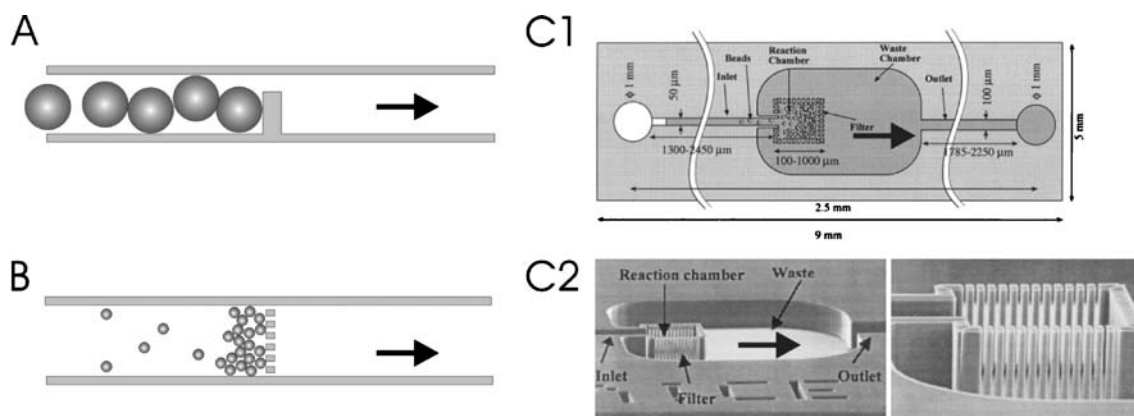 A
B
C1
Reaction
Chamber
Beads
Inlet
Waste
Chamber
Outlet
ϕ 1 mm
50 µm
100 µm
ϕ 1 mm
Filter
1300-2450 µm
100-1000 µm
1785-2250 µm
5 mm
2.5 mm
9 mm
C2
Reaction chamber
Waste
Inlet
Filter
Outlet